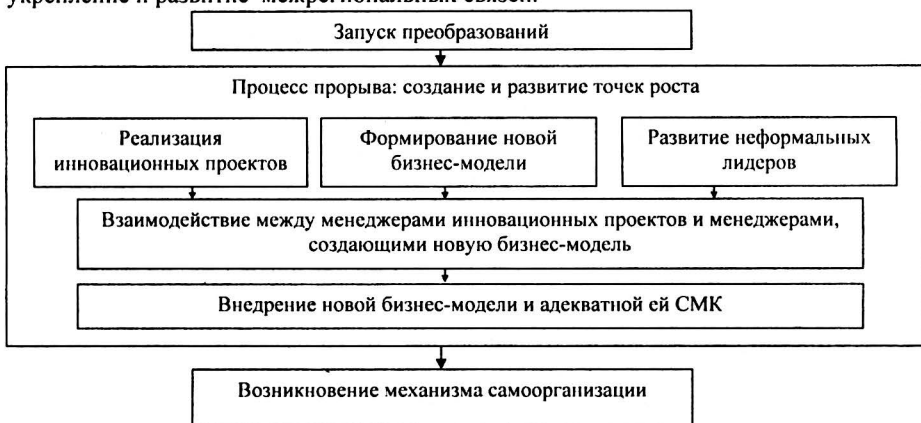 укрепление и развитие межрегиональных связей.
Запуск преобразований
Процесс прорыва: создание и развитие точек роста
Реализация
инновационных проектов
Формирование новой
бизнес-модели
Развитие неформальных
лидеров
Взаимодействие между менеджерами инновационных проектов и менеджерами,
создающими новую бизнес-модель
Внедрение новой бизнес-модели и адекватной ей СМК
Возникновение механизма самоорганизации